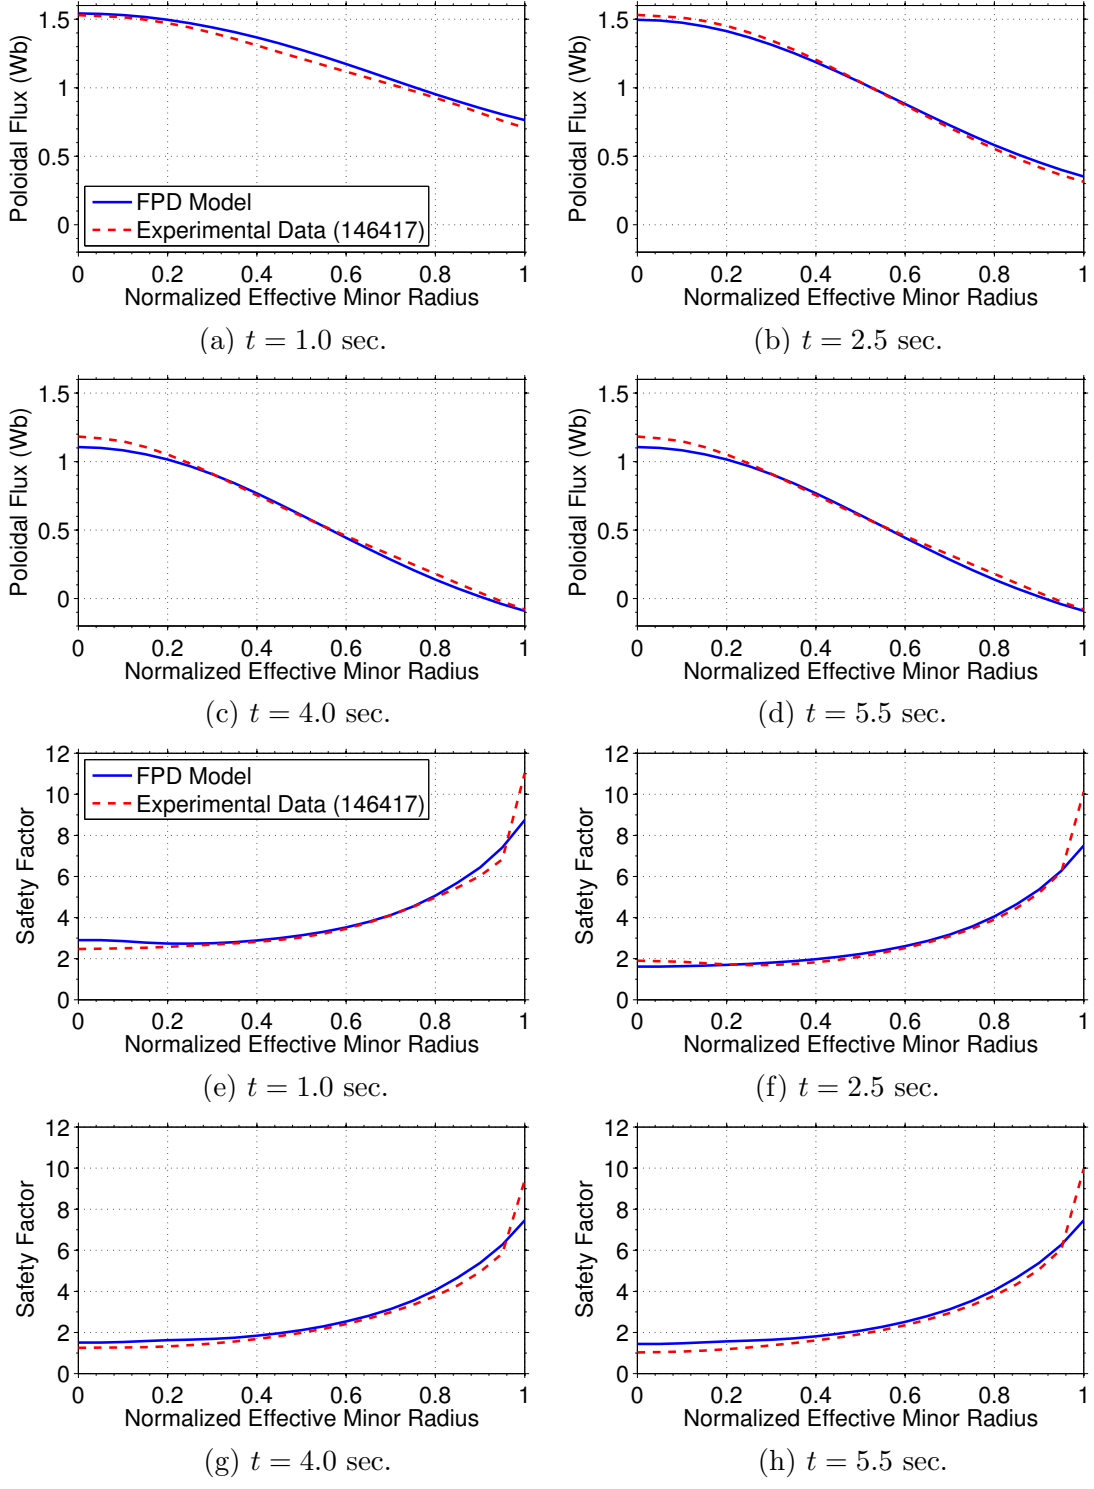 1.5
1
0.5
0
Poloidal Flux (Wb)
FPD Model
Experimental Data (146417)
0 0.2 0.4 0.6 0.8 1
Normalized Effective Minor Radius
(a) t = 1.0 sec.
1.5
1
0.5
0
Poloidal Flux (Wb)
0 0.2 0.4 0.6 0.8 1
Normalized Effective Minor Radius
(b) t = 2.5 sec.
1.5
1
0.5
0
Poloidal Flux (Wb)
0 0.2 0.4 0.6 0.8 1
Normalized Effective Minor Radius
(c) t = 4.0 sec.
1.5
1
0.5
0
Poloidal Flux (Wb)
0 0.2 0.4 0.6 0.8 1
Normalized Effective Minor Radius
(d) t = 5.5 sec.
12
10
8
6
4
2
0
Safety Factor
FPD Model
Experimental Data (146417)
0 0.2 0.4 0.6 0.8 1
Normalized Effective Minor Radius
(e) t = 1.0 sec.
12
10
8
6
4
2
0
Safety Factor
0 0.2 0.4 0.6 0.8 1
Normalized Effective Minor Radius
(f) t = 2.5 sec.
12
10
8
6
4
2
0
Safety Factor
0 0.2 0.4 0.6 0.8 1
Normalized Effective Minor Radius
(g) t = 4.0 sec.
12
10
8
6
4
2
0
Safety Factor
0 0.2 0.4 0.6 0.8 1
Normalized Effective Minor Radius
(h) t = 5.5 sec.